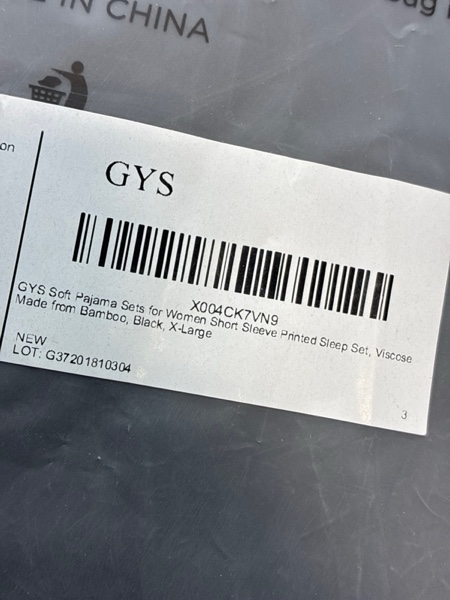 IN CHINA
on
GYS
X004CK7VN9
GYS Soft Pajama Sets for Women Short Sleeve Printed Sleep Set, Viscose
Made from Bamboo, Black, X-Large
NEW
LOT: G37201810304
3